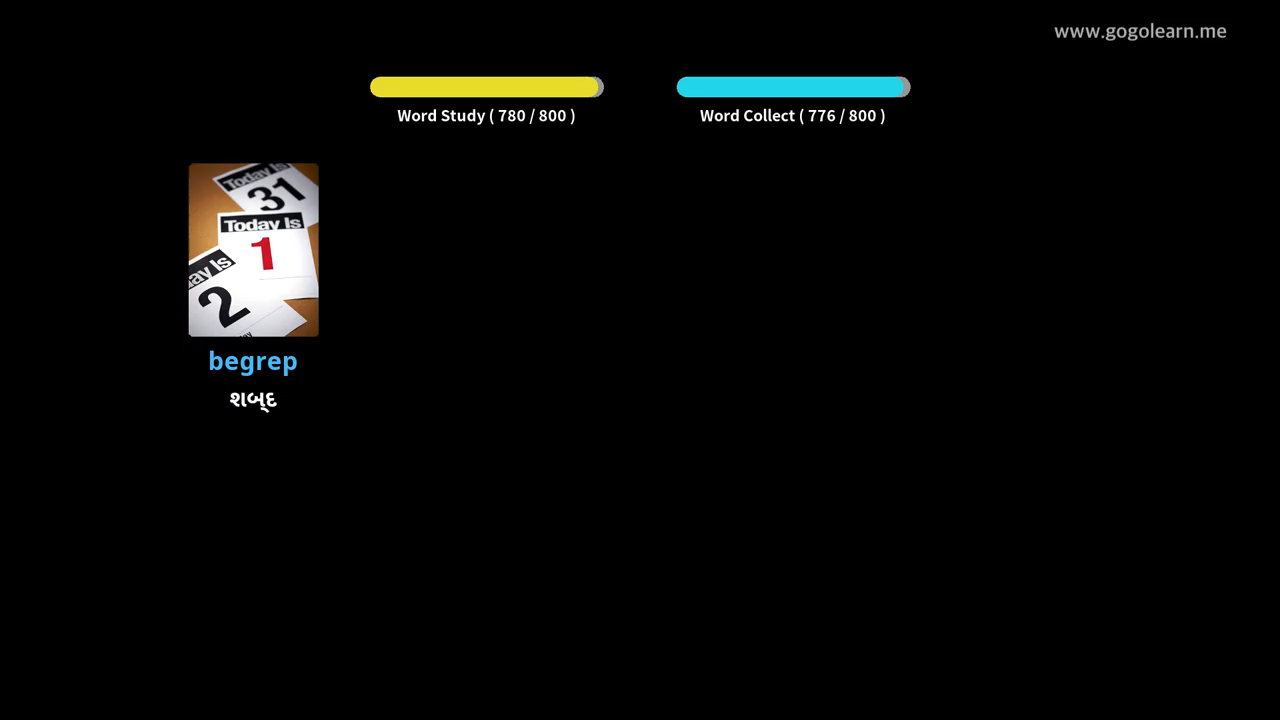 www.gogolearn.me
Word Study ( 780 / 800 )
Word Collect ( 776 / 800 )
Today Is
31
Today Is
1
ay Is
2
begrep
શબ્દ